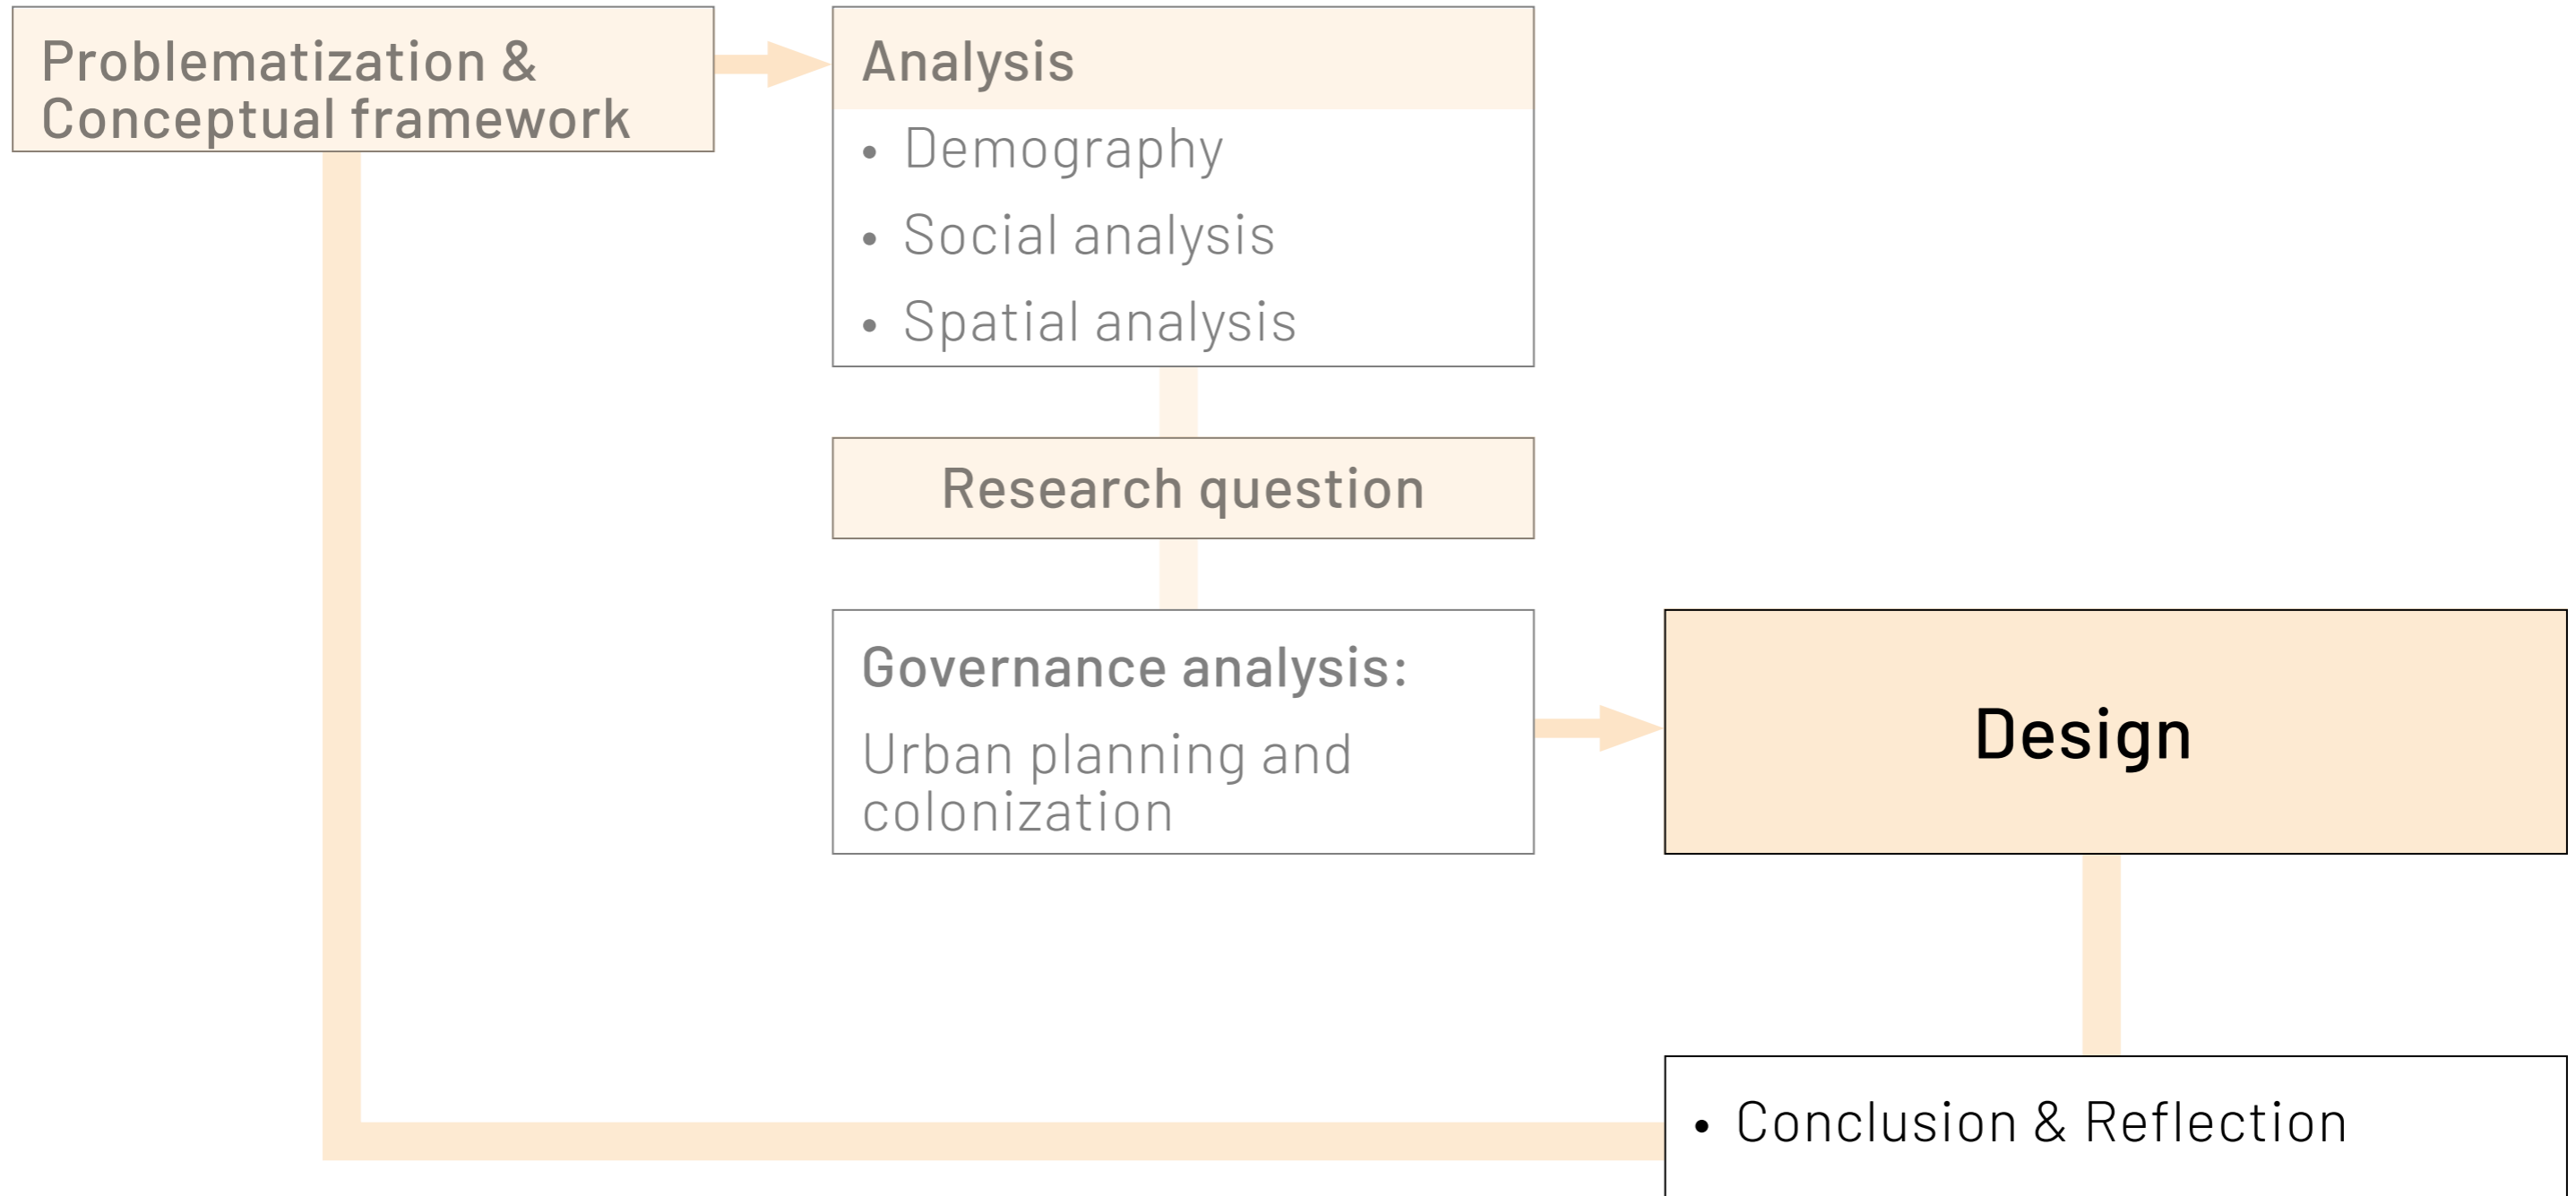 Problematization &
Conceptual framework
Analysis
• Demography
• Social analysis
• Spatial analysis
Research question
Governance analysis:
Urban planning and
colonization
Design
• Conclusion & Reflection